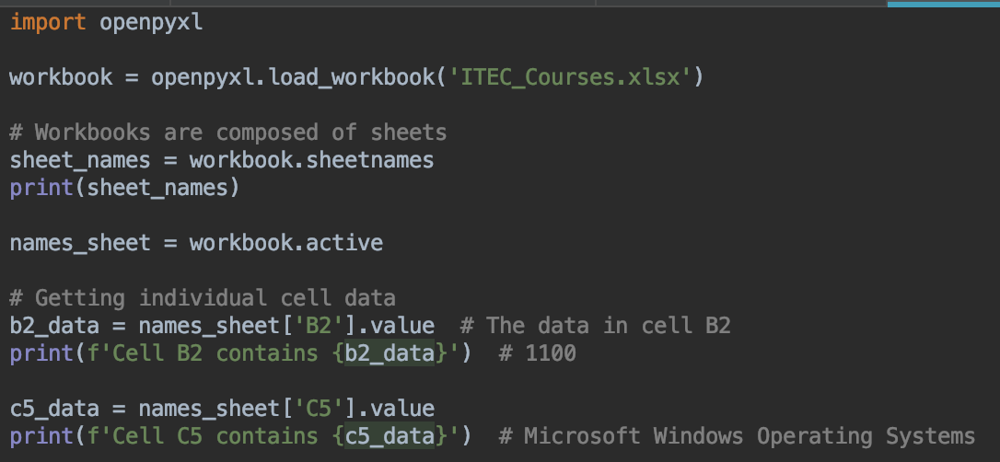 import openpyxl
workbook = openpyxl.load_workbook('ITEC_Courses.xlsx')
# Workbooks are composed of sheets
sheet_names = workbook.sheetnames
print(sheet_names)
names_sheet = workbook.active
# Getting individual cell data
b2_data = names_sheet['B2'].value  # The data in cell B2
print(f'Cell B2 contains {b2_data}')  # 1100
c5_data = names_sheet['C5'].value
print(f'Cell C5 contains {c5_data}')  # Microsoft Windows Operating Systems